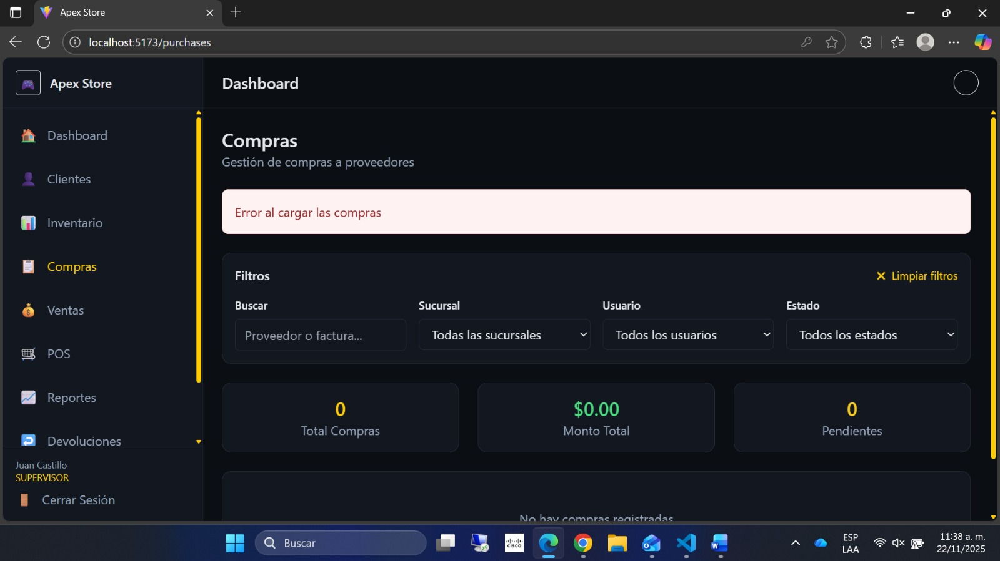 Apex Store
localhost:5173/purchases
Apex Store
Dashboard
Dashboard
Clientes
Inventario
Compras
Ventas
POS
Reportes
Devoluciones
Juan Castillo
SUPERVISOR
Cerrar Sesión
Compras
Gestión de compras a proveedores
Error al cargar las compras
Filtros
Limpiar filtros
Buscar
Sucursal
Usuario
Estado
Proveedor o factura...
Todas las sucursales
Todos los usuarios
Todos los estados
0
Total Compras
$0.00
Monto Total
0
Pendientes
No hay compras registradas
Buscar
CISCO
ESP
LAA
11:38 a. m.
22/11/2025